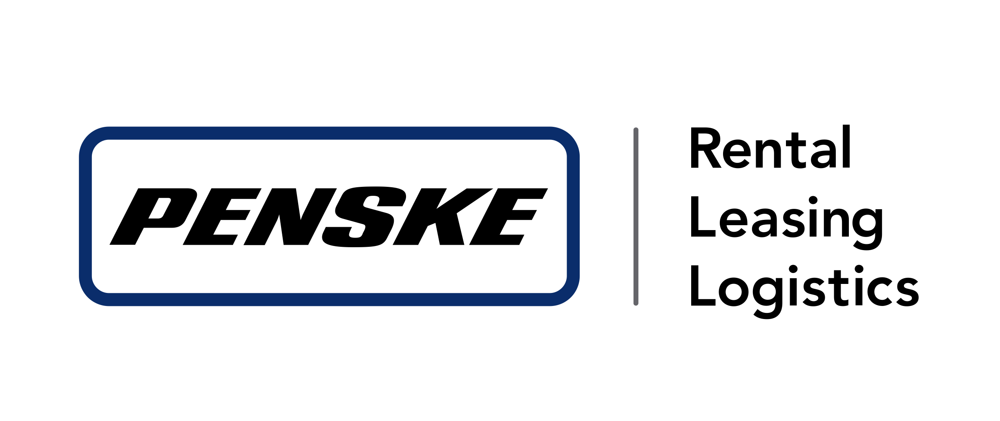 PENSKE
Rental
Leasing
Logistics